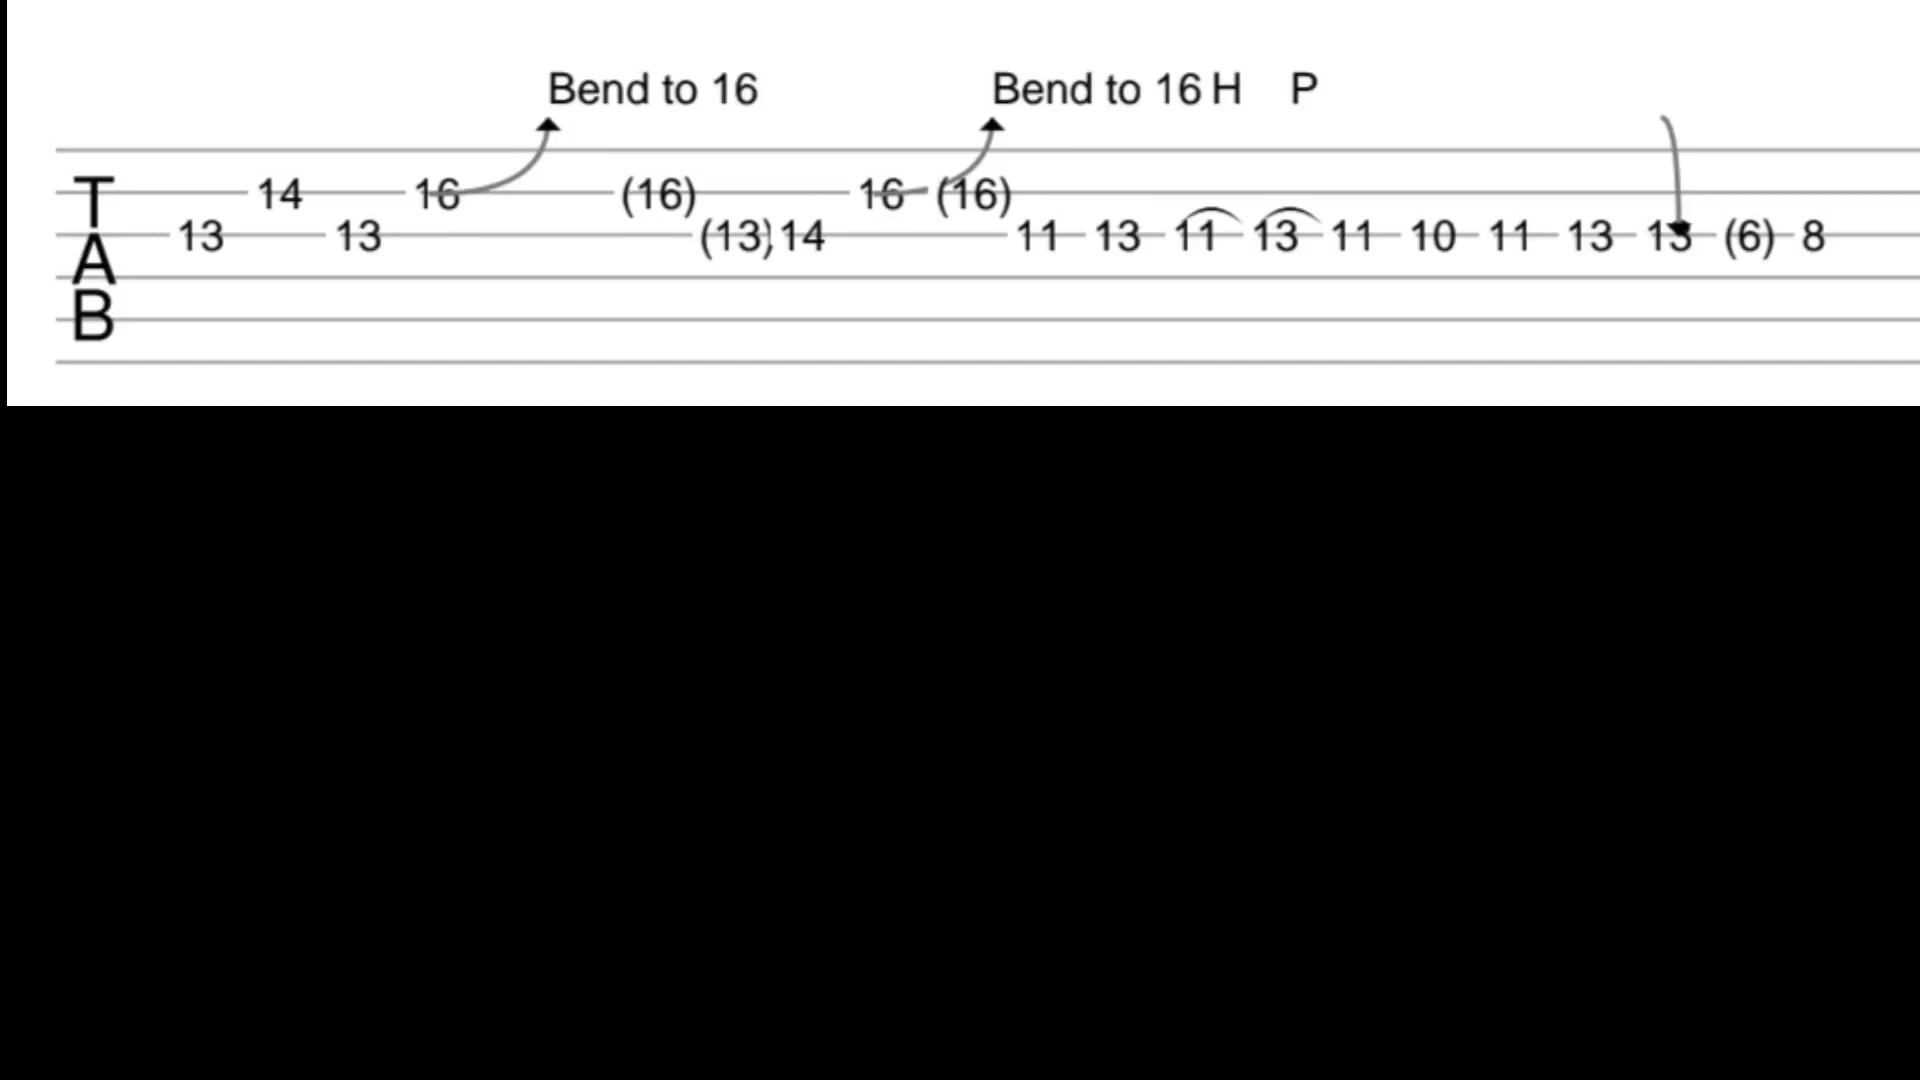 Bend to 16 Bend to 16 H P
14 16 (16) 16 (16)
13 13 (13) 14 11 13 11 13 11 10 11 13 13 (6) 8
T
A
B